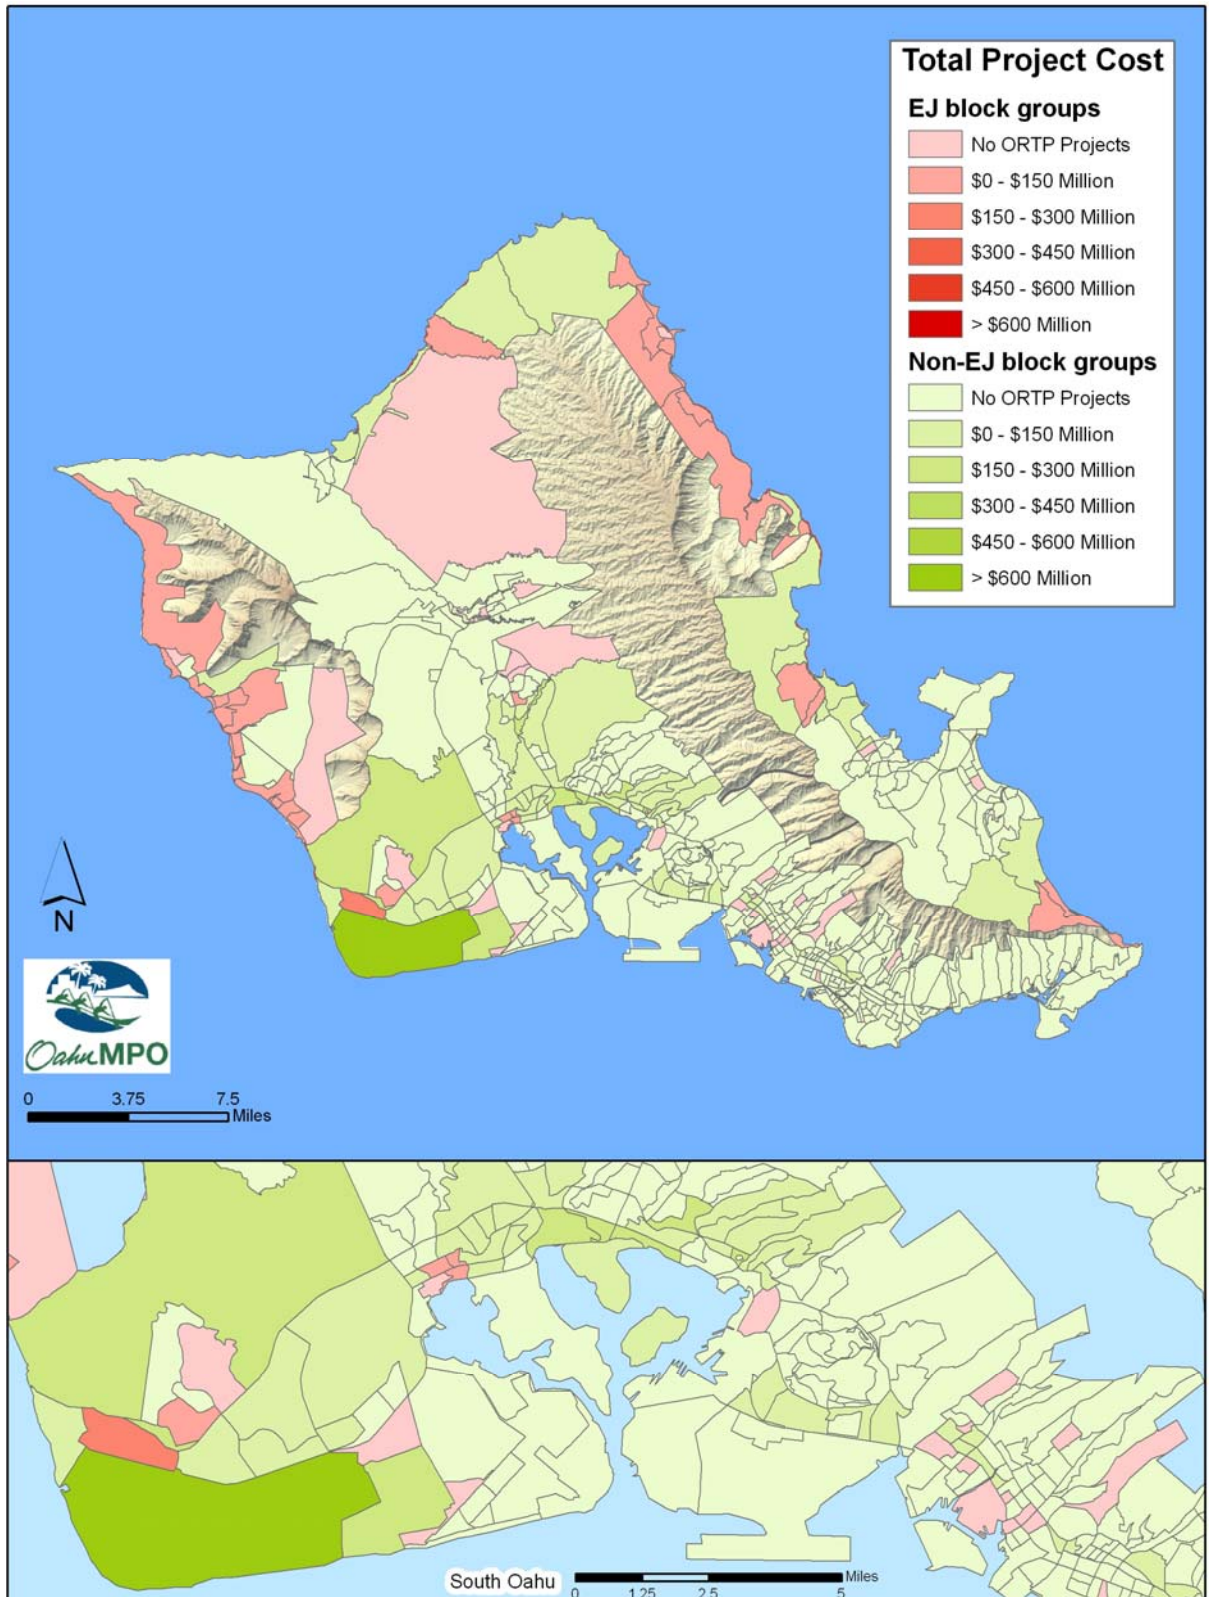 Total Project Cost
EJ block groups
No ORTP Projects
$0 - $150 Million
$150 - $300 Million
$300 - $450 Million
$450 - $600 Million
> $600 Million
Non-EJ block groups
No ORTP Projects
$0 - $150 Million
$150 - $300 Million
$300 - $450 Million
$450 - $600 Million
> $600 Million
N
OahuMPO
0 3.75 7.5
Miles
South Oahu
Miles
0 1.25 2.5 5